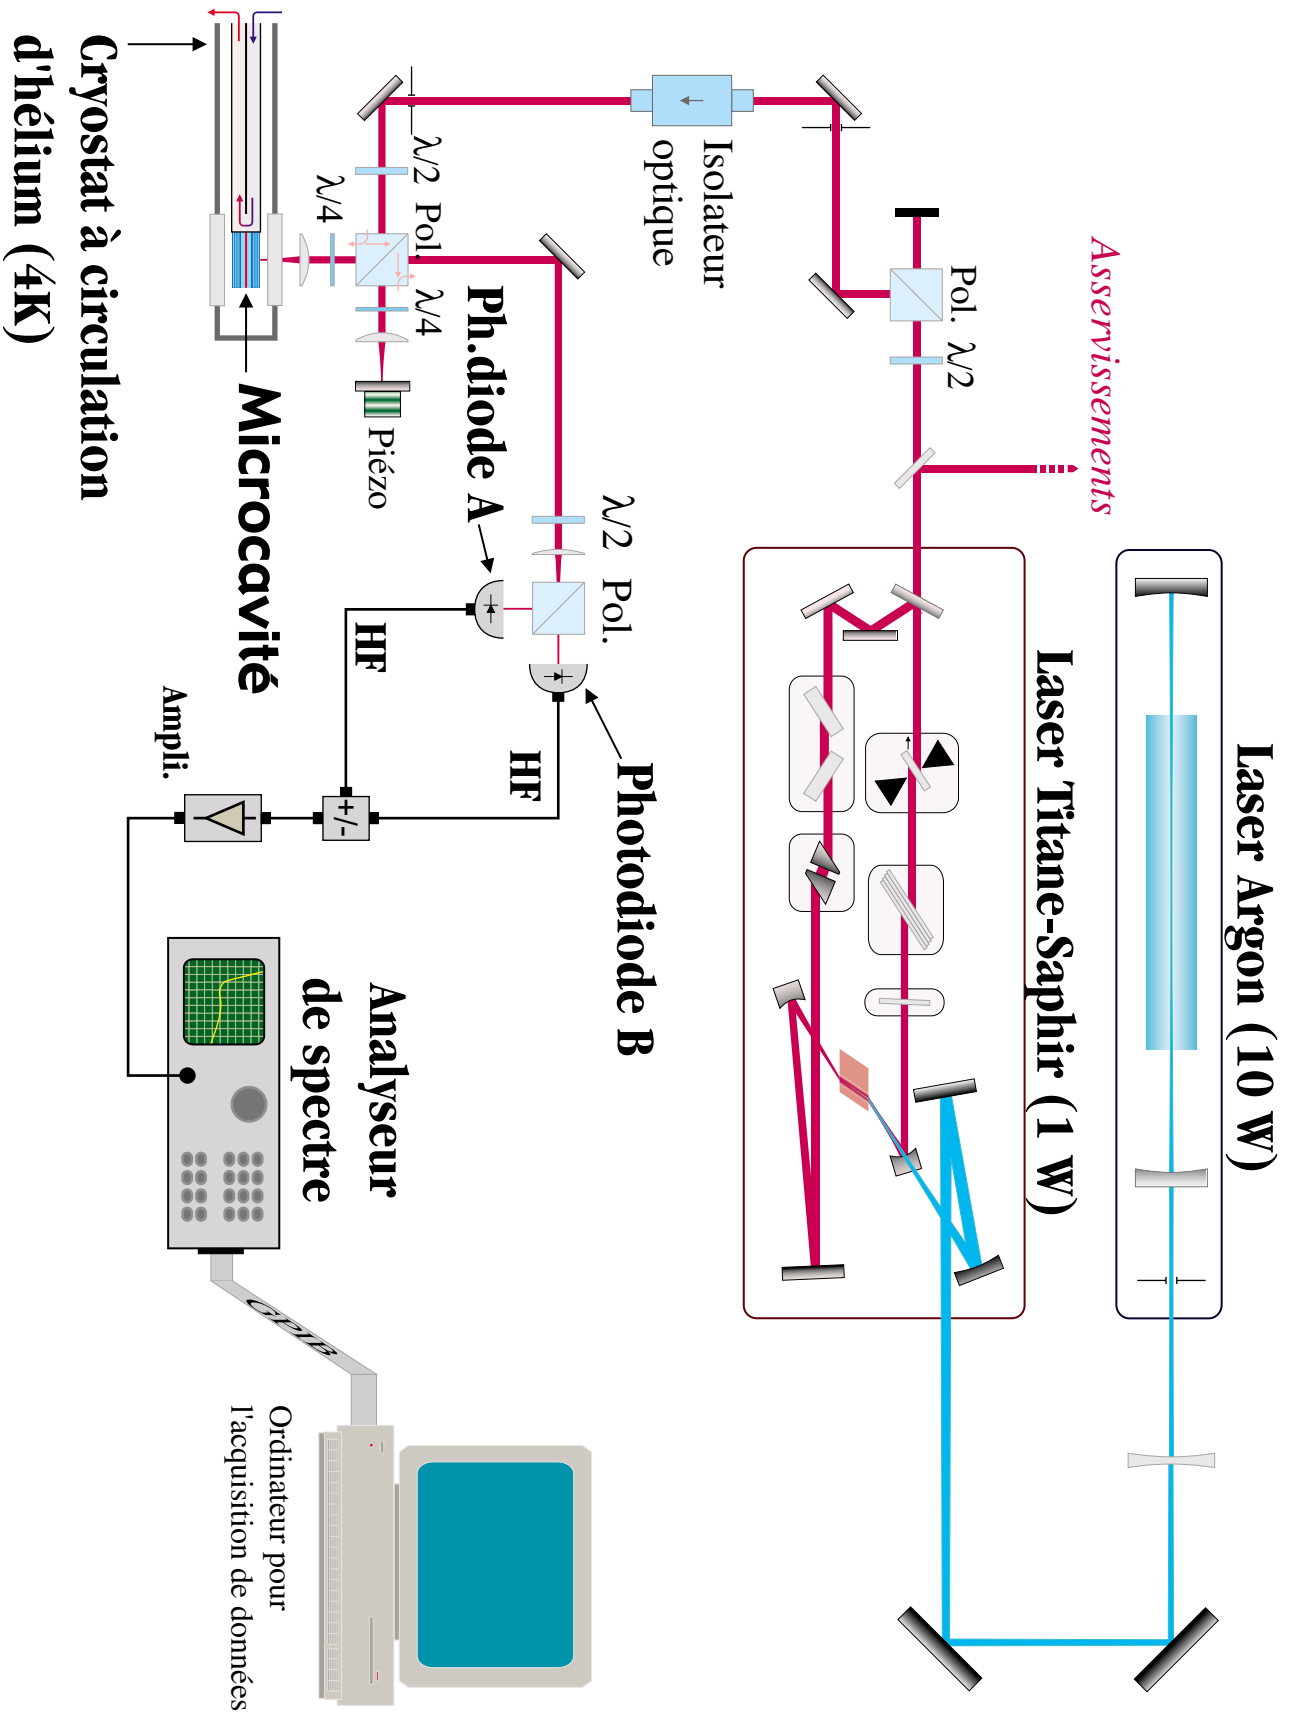 Laser Argon (10 W)
Laser Titane-Saphir (1 W)
Asservissements
Pol.
λ/2
Isolateur
optique
λ/2
Pol.
λ/4
λ/4
Piézo
λ/2
Pol.
Ph.diode A
Photodiode B
HF
HF
+/-
Ampli.
Microcavité
Cryostat à circulation
d'hélium (4K)
Analyseur
de spectre
GPIB
Ordinateur pour
l'acquisition de données